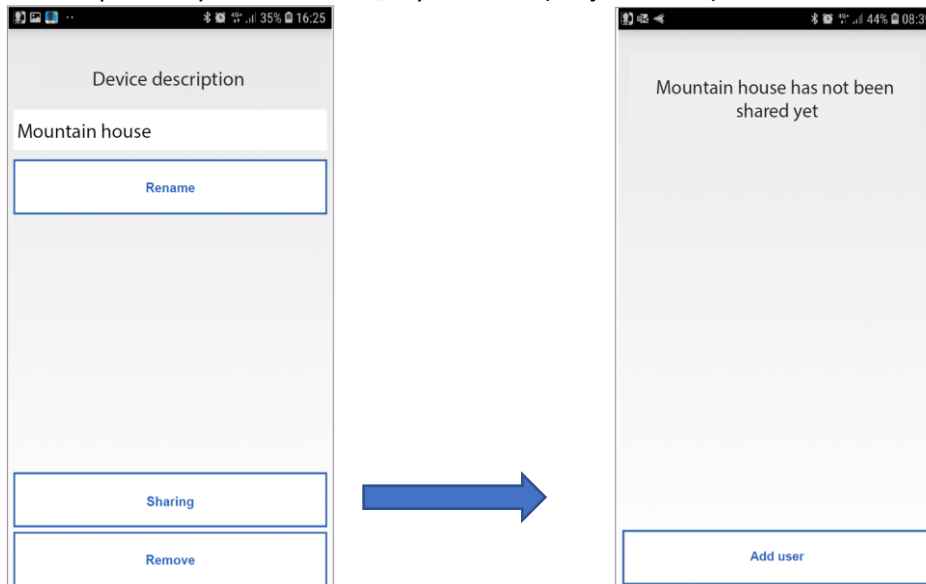 35% 16:25
Device description
Mountain house
Rename
Sharing
Remove
44%
Mountain house has not been
shared yet
Add user